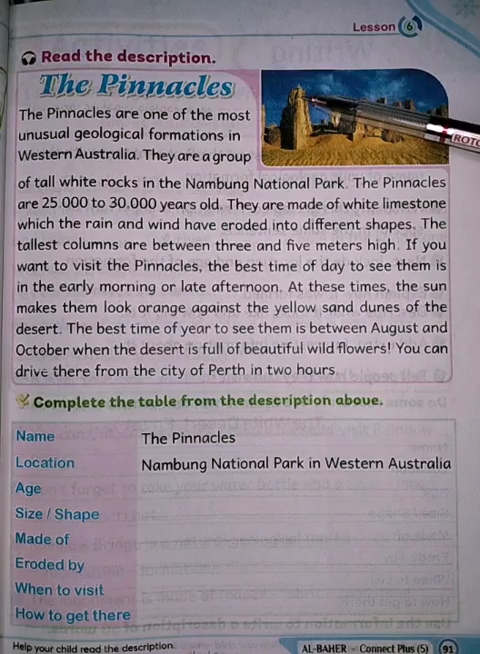 Lesson 6
Read the description.
The Pinnacles
The Pinnacles are one of the most
unusual geological formations in
Western Australia. They are a group
of tall white rocks in the Nambung National Park. The Pinnacles
are 25.000 to 30.000 years old. They are made of white limestone
which the rain and wind have eroded into different shapes. The
tallest columns are between three and five meters high. If you
want to visit the Pinnacles, the best time of day to see them is
in the early morning or late afternoon. At these times, the sun
makes them look orange against the yellow sand dunes of the
desert. The best time of year to see them is between August and
October when the desert is full of beautiful wild flowers! You can
drive there from the city of Perth in two hours.
Complete the table from the description above.
Name The Pinnacles
Location Nambung National Park in Western Australia
Age
Size / Shape
Made of
Eroded by
When to visit
How to get there
Help your child read the description.
AL-BAHER - Connect Plus (5) 91